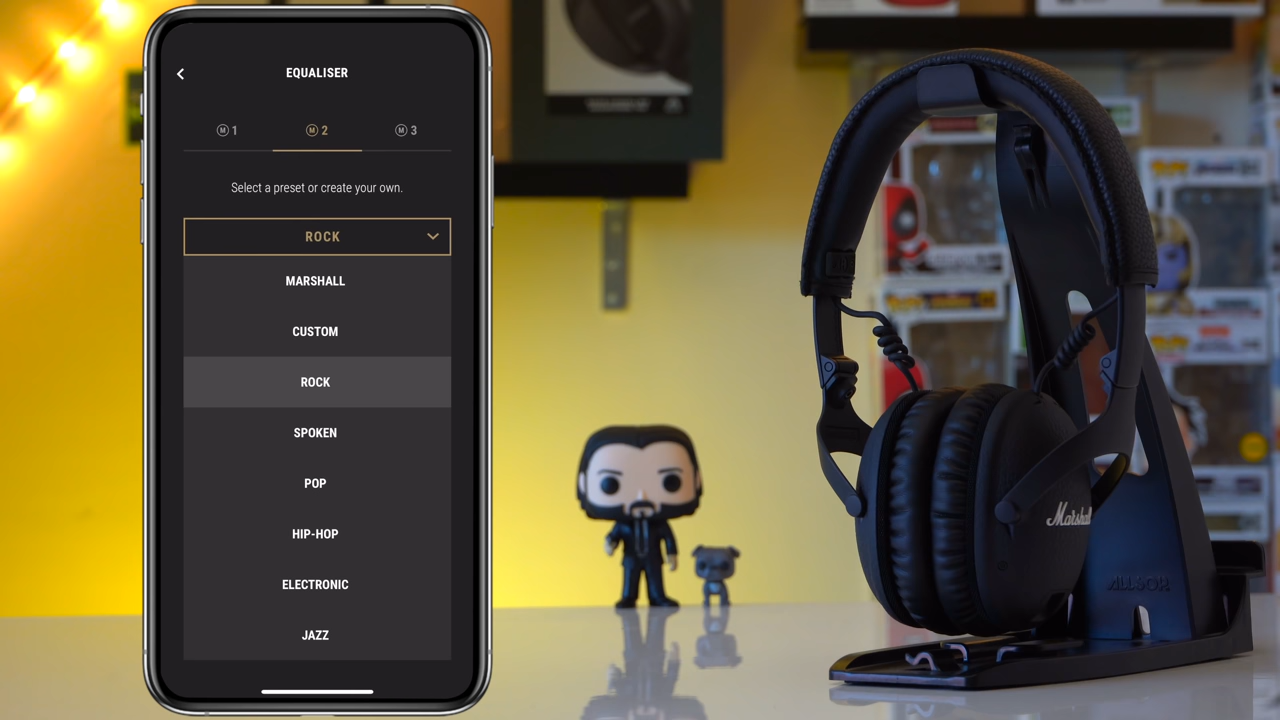 EQUALISER
M 1
M 2
M 3
Select a preset or create your own.
ROCK
MARSHALL
CUSTOM
ROCK
SPOKEN
POP
HIP-HOP
ELECTRONIC
JAZZ
Marshall